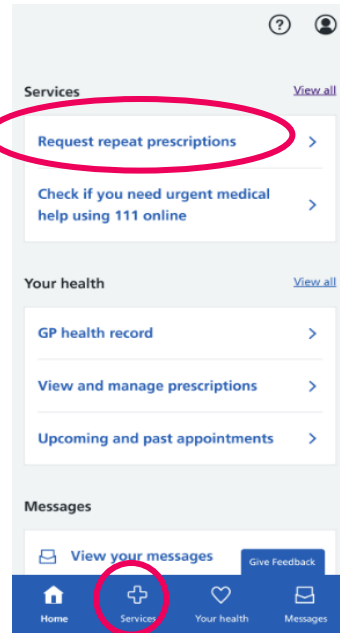 Services View all
Request repeat prescriptions
Check if you need urgent medical
help using 111 online
Your health View all
GP health record
View and manage prescriptions
Upcoming and past appointments
Messages
View your messages
Give Feedback
Home Services Your health Messages